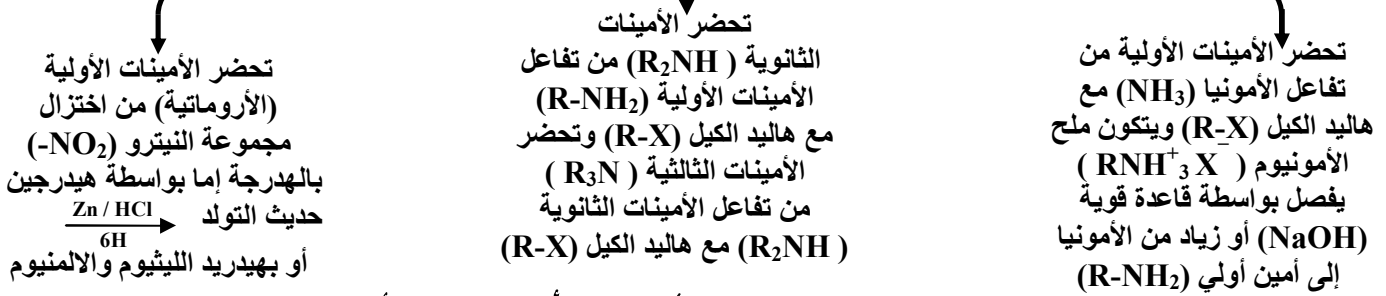 تحضر الأمينات الأولية من
تفاعل الأمونيا (NH₃) مع
هاليد الكيل (R-X) ويتكون ملح
الأمونيوم ( RNH⁺₃ X⁻ )
يفصل بواسطة قاعدة قوية
(NaOH) أو زياد من الأمونيا
إلى أمين أولي (R-NH₂)
تحضر الأمينات
الثانوية ( R₂NH) من تفاعل
الأمينات الأولية (R-NH₂)
مع هاليد الكيل (R-X) وتحضر
الأمينات الثالثية ( R₃N )
من تفاعل الأمينات الثانوية
( R₂NH) مع هاليد الكيل (R-X)
تحضر الأمينات الأولية
(الأروماتية) من اختزال
مجموعة النيترو (-NO₂)
بالهدرجة إما بواسطة هيدرجين
حديث التولد Zn / HCl
6H
أو بهيدريد الليثيوم والالمنيوم